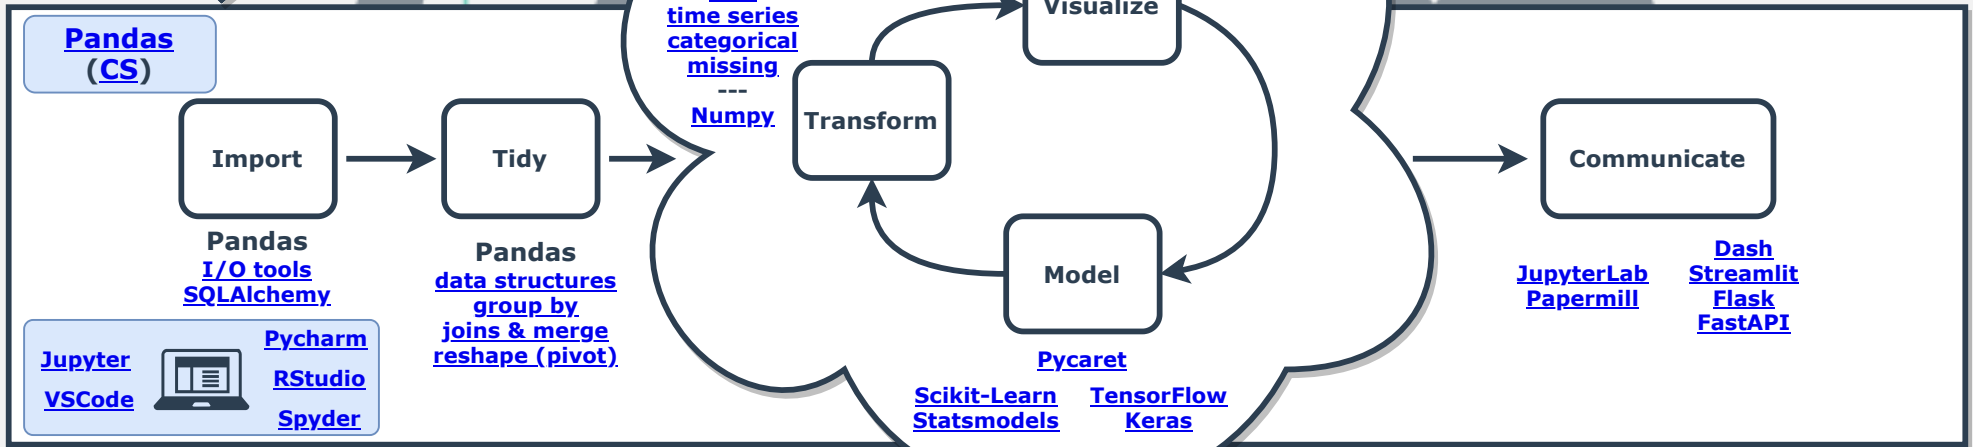 Pandas
(CS)
Import
Pandas
I/O tools
SQLAlchemy
Tidy
Pandas
data structures
group by
joins & merge
reshape (pivot)
Jupyter
VSCode
Pycharm
RStudio
Spyder
time series
categorical
missing
---
Numpy
Transform
Visualize
Model
Pycaret
Scikit-Learn
Statsmodels
TensorFlow
Keras
Communicate
JupyterLab
Papermill
Dash
Streamlit
Flask
FastAPI